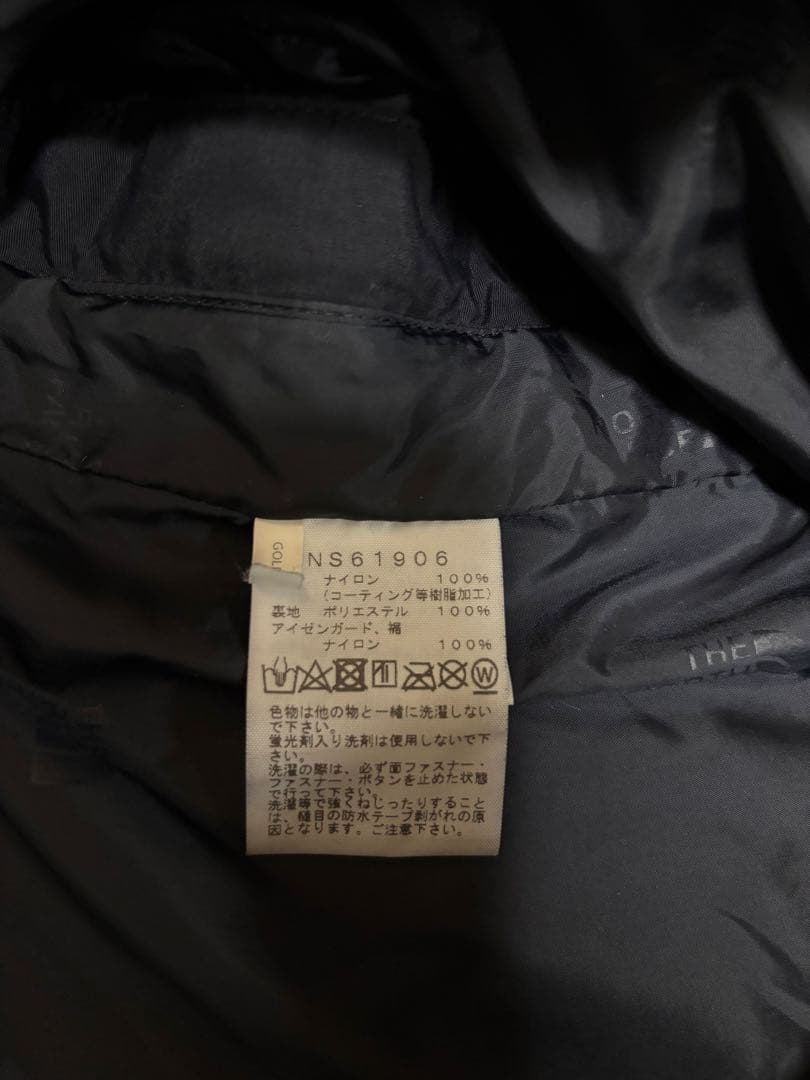 GOL
NS61906
ナイロン 100%
(コーティング等樹脂加工)
裏地 ポリエステル 100%
アイゼンガード、裾
ナイロン 100%
W
色物は他の物と一緒に洗濯しない
で下さい。
蛍光剤入り洗剤は使用しないで下
さい。
洗濯の際は、必ず面ファスナー・
ファスナー・ボタンを止めた状態
で行って下さい。
洗濯等で強くねじったりすること
は、縫目の防水テープ剥がれの原
因となります。ご注意下さい。
THE